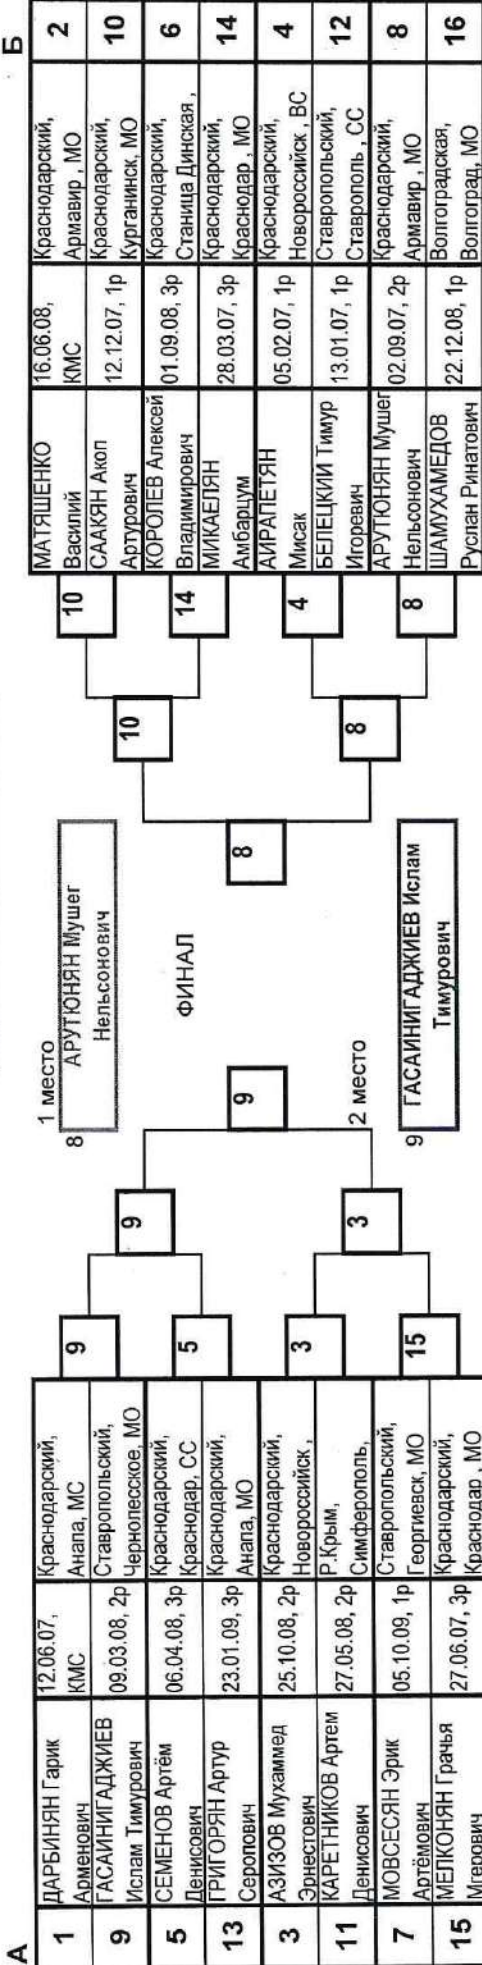 А
1
ДАРБИНЯН Гарик
Арменович
12.06.07,
КМС
Краснодарский,
Анапа, МС
9
ГАСАЙНИГАДЖИЕВ
Ислам Тимурович
09.03.08, 2р
Ставропольский,
Чернолесское, МО
5
СЕМЕНОВ Артём
Денисович
06.04.08, 3р
Краснодарский,
Краснодар, СС
13
ГРИГОРЯН Артур
Серопович
23.01.09, 3р
Краснодарский,
Анапа, МО
3
АЗИЗОВ Мухаммед
Эрнестович
25.10.08, 2р
Краснодарский,
Новороссийск ,
11
КАРЕТНИКОВ Артем
Денисович
27.05.08, 2р
Р.Крым,
Симферополь,
7
МОВСЕСЯН Эрик
Артёмович
05.10.09, 1р
Ставропольский,
Георгиевск, МО
15
МЕЛКОНЯН Грачья
Мгерович
27.06.07, 3р
Краснодарский,
Краснодар , МО
9
5
3
15
9
3
9
1 место
8
АРУТЮНЯН Мушег
Нельсонович
ФИНАЛ
2 место
9
ГАСАЙНИГАДЖИЕВ Ислам
Тимурович
8
10
8
10
14
4
8
Б
МАТЯШЕНКО
Василий
16.06.08,
КМС
Краснодарский,
Армавир , МО
2
СААКЯН Акоп
Артурович
12.12.07, 1р
Краснодарский,
Курганинск, МО
10
КОРОЛЕВ Алексей
Владимирович
01.09.08, 3р
Краснодарский,
Станица Динская ,
6
МИКАЕЛЯН
Амбарцум
28.03.07, 3р
Краснодарский,
Краснодар , МО
14
АЙРАПЕТЯН
Мисак
05.02.07, 1р
Краснодарский,
Новороссийск , ВС
4
БЕЛЕЦКИЙ Тимур
Игоревич
13.01.07, 1р
Ставропольский,
Ставрополь , СС
12
АРУТЮНЯН Мушег
Нельсонович
02.09.07, 2р
Краснодарский,
Армавир , МО
8
ШАМУХАМЕДОВ
Руслан Ринатович
22.12.08, 1р
Волгоградская,
Волгоград, МО
16